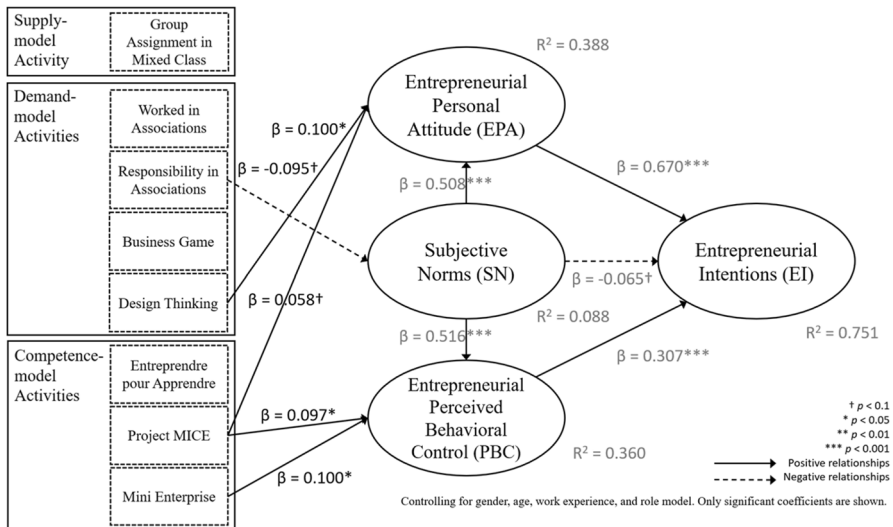 Supply-
model
Activity
Group
Assignment in
Mixed Class
Demand-
model
Activities
Worked in
Associations
Responsibility in
Associations
Business Game
Design Thinking
Competence-
model
Activities
Entreprendre
pour Apprendre
Project MICE
Mini Enterprise
β = 0.100*
β = -0.095†
β = 0.058†
β = 0.097*
β = 0.100*
Entrepreneurial
Personal
Attitude (EPA)
R² = 0.388
β = 0.508***
β = 0.670***
Subjective
Norms (SN)
β = -0.065†
R² = 0.088
Entrepreneurial
Intentions (EI)
R² = 0.751
β = 0.516***
β = 0.307***
Entrepreneurial
Perceived
Behavioral
Control (PBC)
R² = 0.360
† p < 0.1
* p < 0.05
** p < 0.01
*** p < 0.001
Positive relationships
Negative relationships
Controlling for gender, age, work experience, and role model. Only significant coefficients are shown.